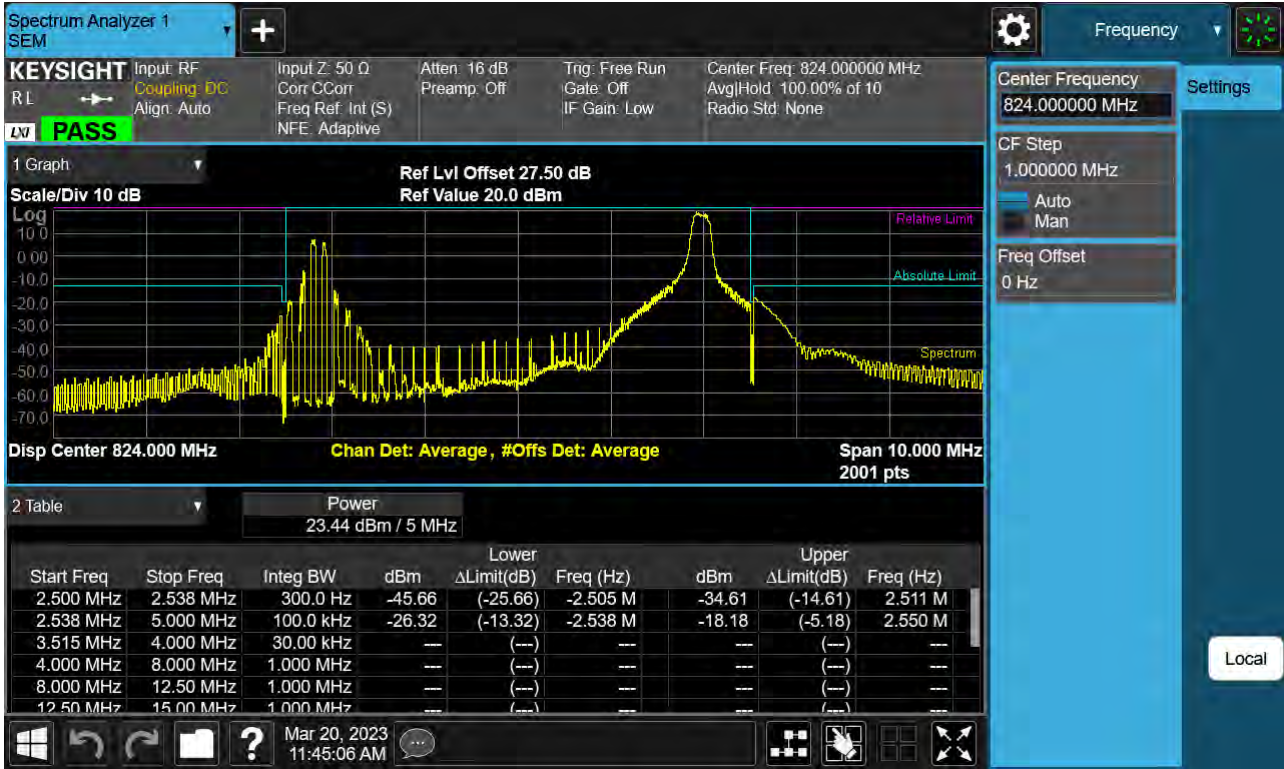 Spectrum Analyzer 1
SEM
+
Frequency
KEYSIGHT
Input: RF
Coupling: DC
Align: Auto
Input Z: 50 Ω
Corr CCorr
Freq Ref: Int (S)
NFE: Adaptive
Atten: 16 dB
Preamp: Off
Trig: Free Run
Gate: Off
IF Gain: Low
Center Freq: 824.000000 MHz
Avg|Hold: 100.00% of 10
Radio Std: None
R L
LXI
PASS
Center Frequency
824.000000 MHz
Settings
CF Step
1.000000 MHz
Auto
Man
Freq Offset
0 Hz
1 Graph
Ref Lvl Offset 27.50 dB
Scale/Div 10 dB
Ref Value 20.0 dBm
Log
Relative Limit
10.0
0.00
Absolute Limit
-10.0
-20.0
-30.0
-40.0
Spectrum
-50.0
-60.0
-70.0
Disp Center 824.000 MHz
Chan Det: Average, #Offs Det: Average
Span 10.000 MHz
2001 pts
2 Table
Power
23.44 dBm / 5 MHz
Lower Upper
Start Freq Stop Freq Integ BW dBm ΔLimit(dB) Freq (Hz) dBm ΔLimit(dB) Freq (Hz)
2.500 MHz 2.538 MHz 300.0 Hz -45.66 (-25.66) -2.505 M -34.61 (-14.61) 2.511 M
2.538 MHz 5.000 MHz 100.0 kHz -26.32 (-13.32) -2.538 M -18.18 (-5.18) 2.550 M
3.515 MHz 4.000 MHz 30.00 kHz --- (---) --- --- (---) ---
4.000 MHz 8.000 MHz 1.000 MHz --- (---) --- --- (---) ---
8.000 MHz 12.50 MHz 1.000 MHz --- (---) --- --- (---) ---
12.50 MHz 15.00 MHz 1.000 MHz --- (---) --- --- (---) ---
Local
?
Mar 20, 2023
11:45:06 AM